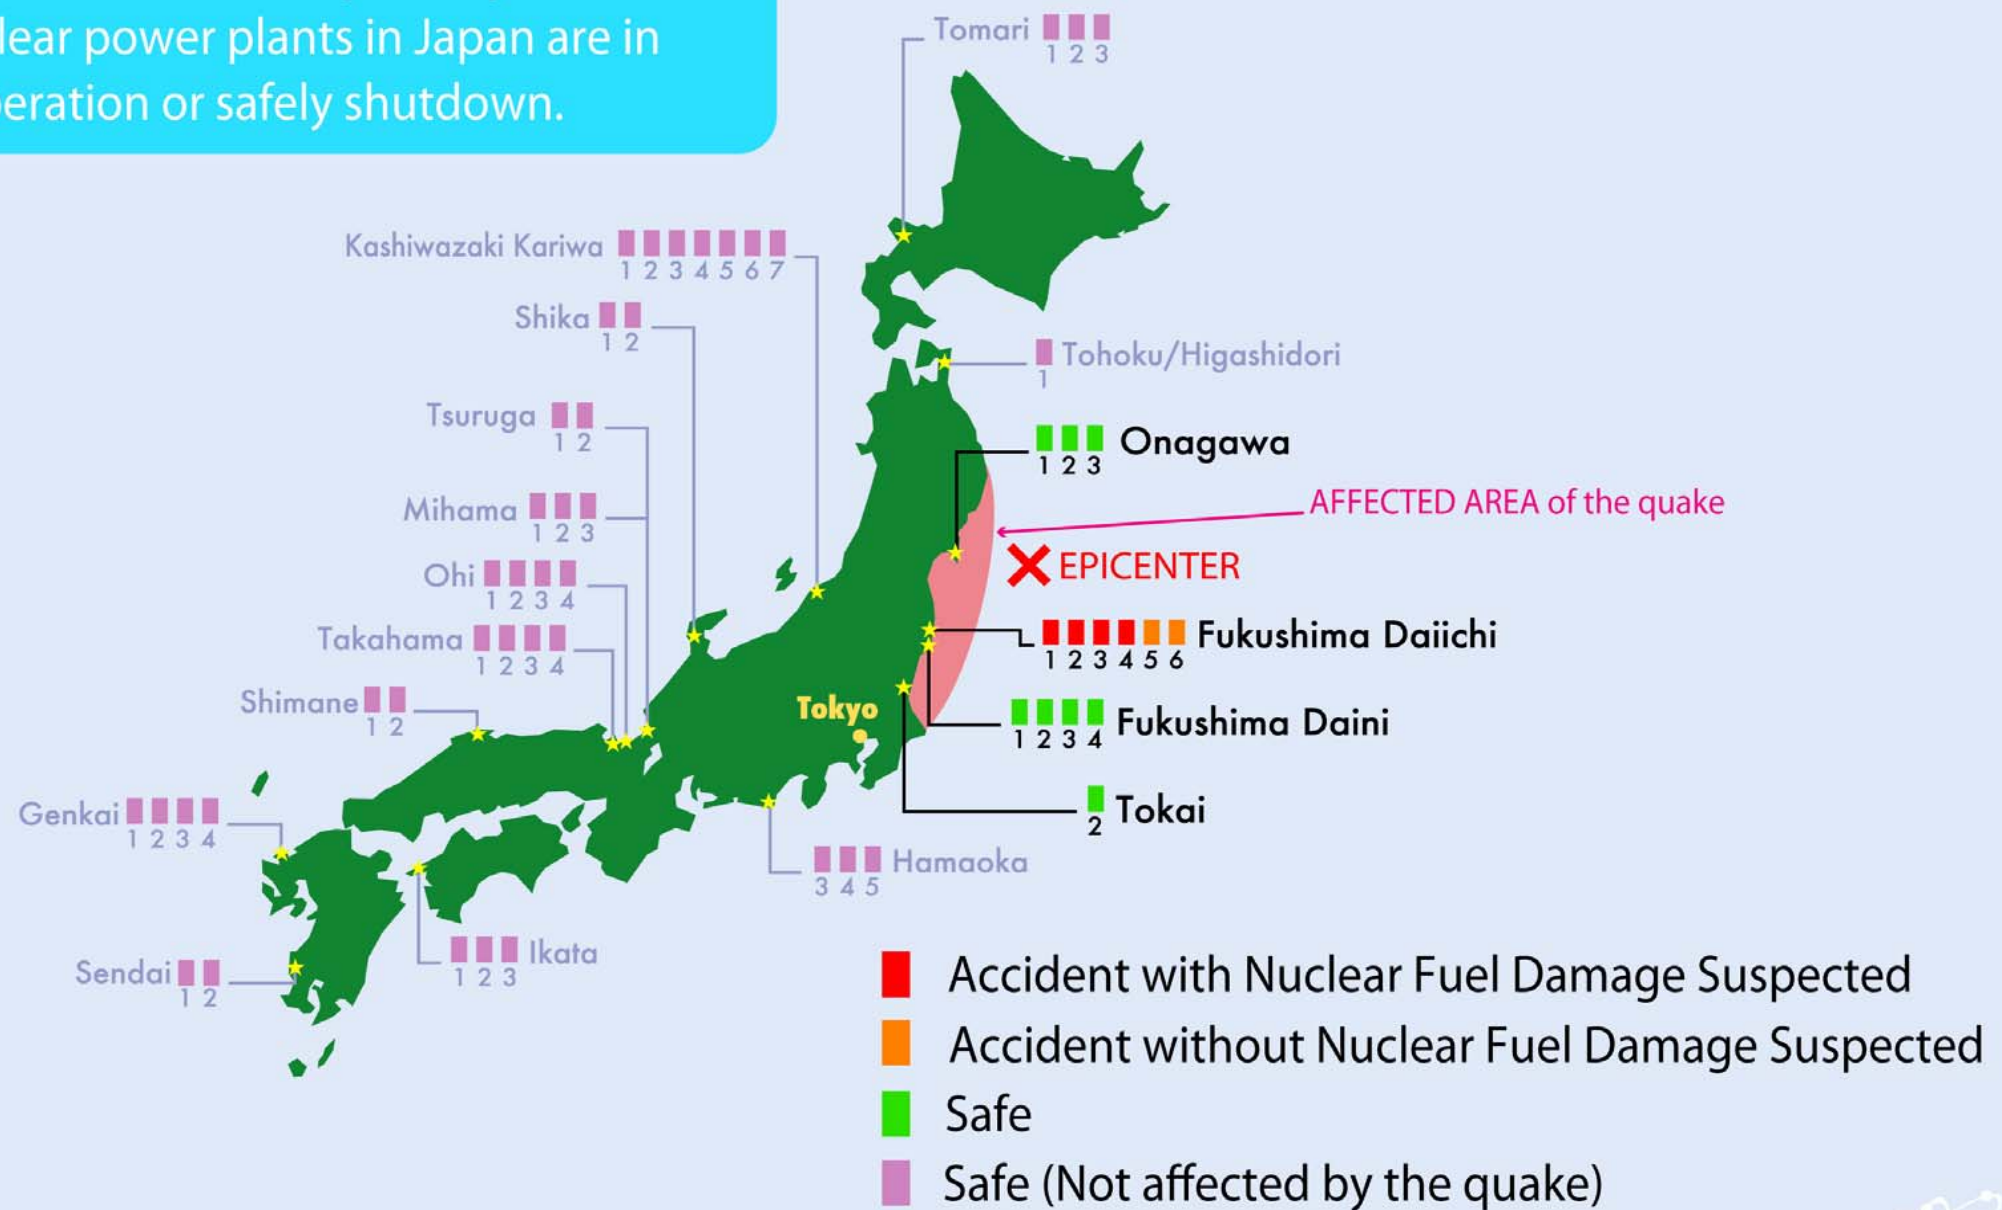 lear power plants in Japan are in
eration or safely shutdown.
Tomari
1 2 3
Kashiwazaki Kariwa
1 2 3 4 5 6 7
Shika
1 2
Tohoku/Higashidori
1
Tsuruga
1 2
Onagawa
1 2 3
AFFECTED AREA of the quake
Mihama
1 2 3
EPICENTER
Ohi
1 2 3 4
Takahama
1 2 3 4
Fukushima Daiichi
1 2 3 4 5 6
Shimane
1 2
Tokyo
Fukushima Daini
1 2 3 4
Genkai
1 2 3 4
Tokai
2
Hamaoka
3 4 5
Ikata
1 2 3
Sendai
1 2
Accident with Nuclear Fuel Damage Suspected
Accident without Nuclear Fuel Damage Suspected
Safe
Safe (Not affected by the quake)